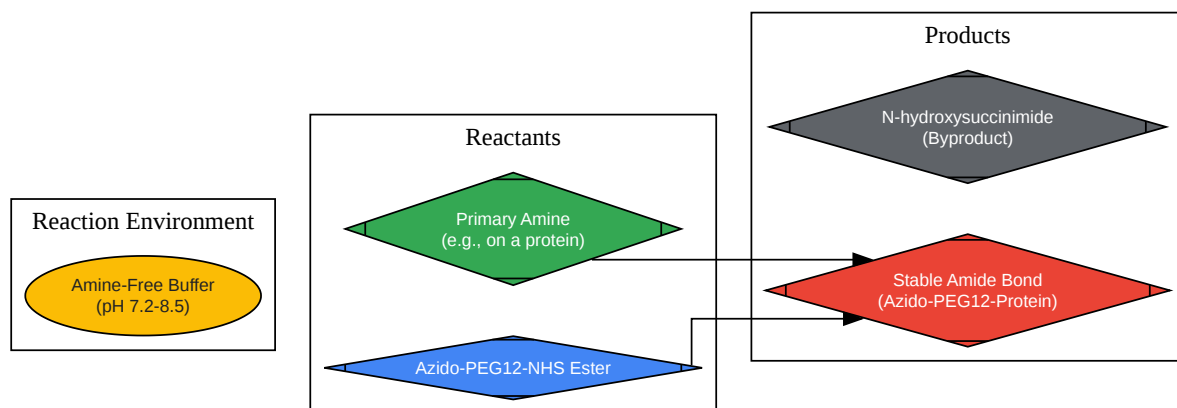 Reaction Environment
Amine-Free Buffer
(pH 7.2-8.5)
Reactants
Primary Amine
(e.g., on a protein)
Azido-PEG12-NHS Ester
Products
N-hydroxysuccinimide
(Byproduct)
Stable Amide Bond
(Azido-PEG12-Protein)